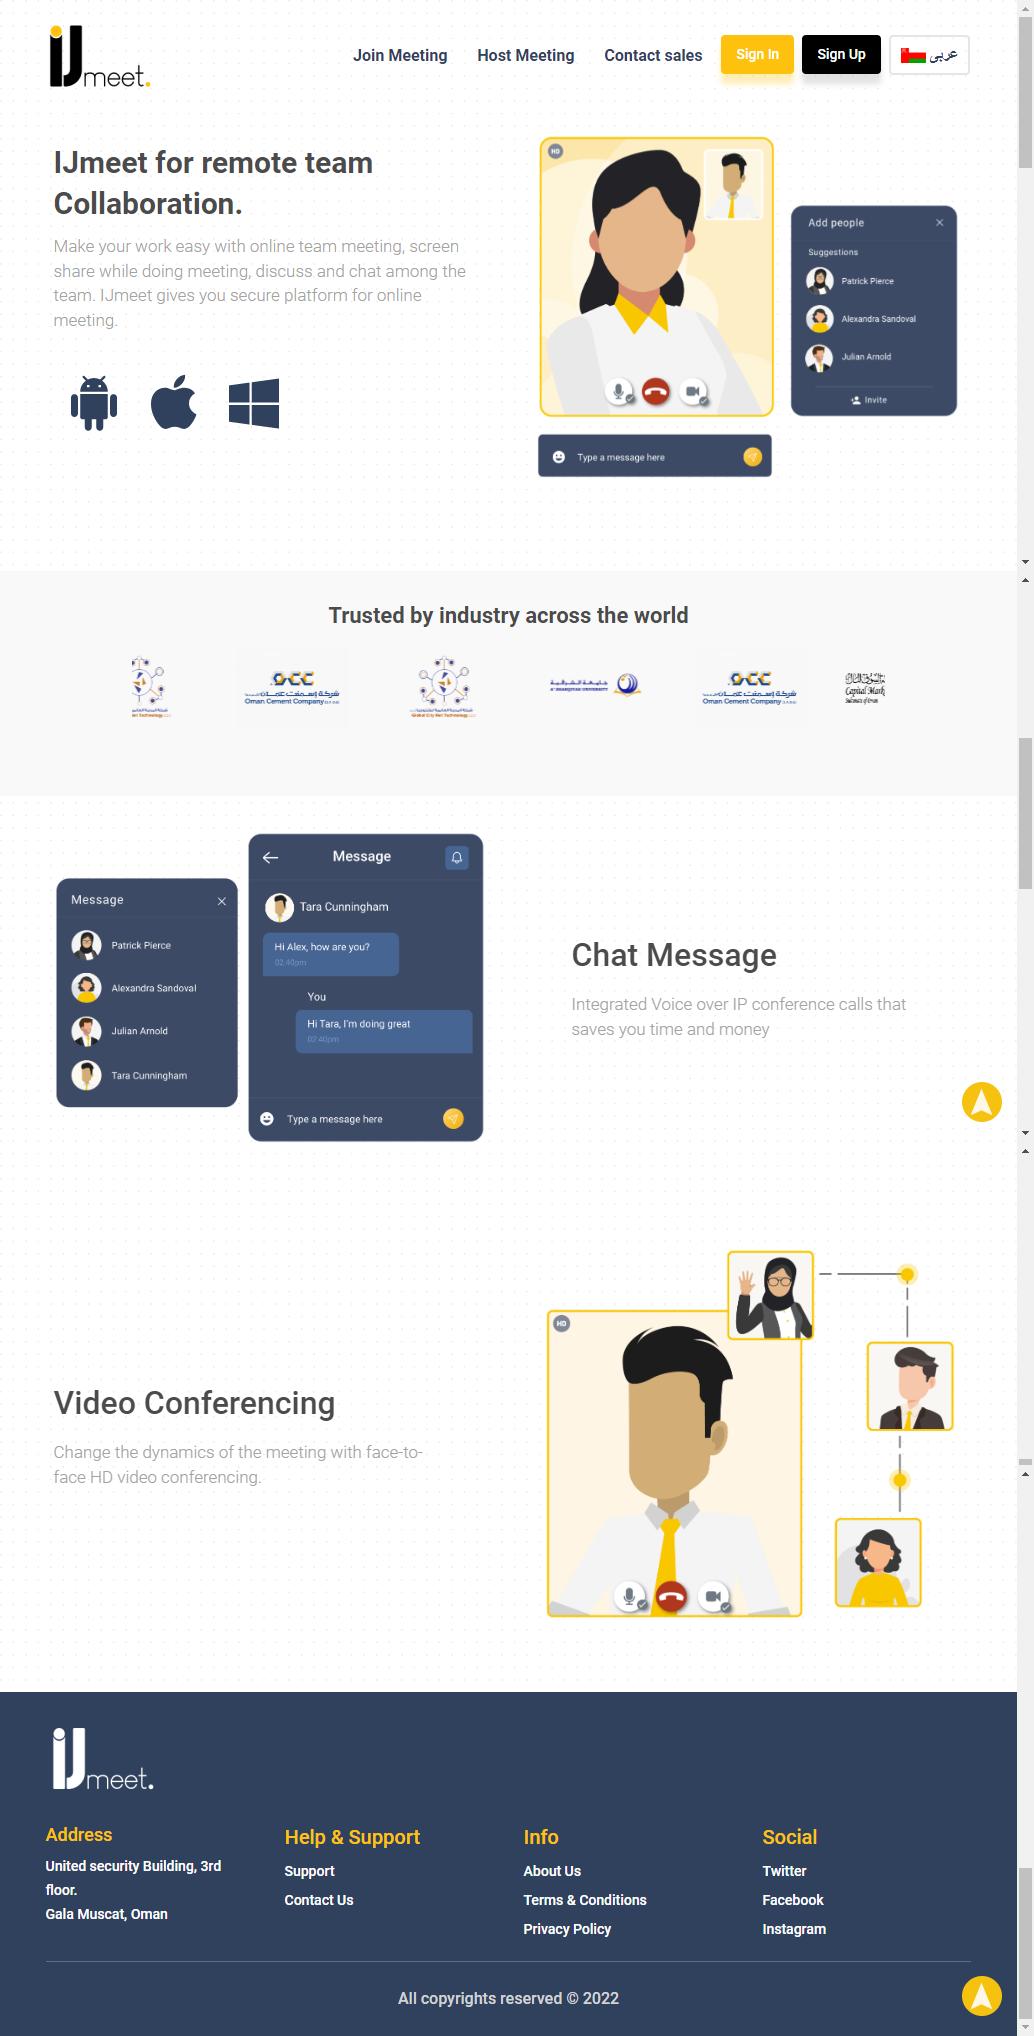 IJmeet.
Join Meeting
Host Meeting
Contact sales
Sign In
Sign Up
عربى
IJmeet for remote team
Collaboration.
Make your work easy with online team meeting, screen
share while doing meeting, discuss and chat among the
team. IJmeet gives you secure platform for online
meeting.
HD
Add people
Suggestions
Patrick Pierce
Alexandra Sandoval
Julian Arnold
Invite
Type a message here
Trusted by industry across the world
Oman Cement Company
Global City Net Technology
A'SHARQIYAH UNIVERSITY
Oman Cement Company
Capital Mark
Message
Patrick Pierce
Alexandra Sandoval
Julian Arnold
Tara Cunningham
Message
Tara Cunningham
Hi Alex, how are you?
02:40pm
You
Hi Tara, I'm doing great
02:40pm
Type a message here
Chat Message
Integrated Voice over IP conference calls that
saves you time and money
Video Conferencing
Change the dynamics of the meeting with face-to-
face HD video conferencing.
HD
IJmeet.
Address
United security Building, 3rd
floor.
Gala Muscat, Oman
Help & Support
Support
Contact Us
Info
About Us
Terms & Conditions
Privacy Policy
Social
Twitter
Facebook
Instagram
All copyrights reserved © 2022